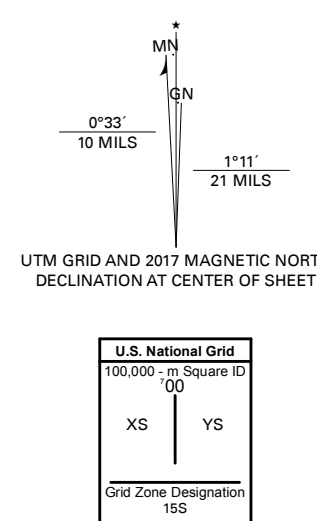 ★
MN
GN
0°33´
10 MILS
1°11´
21 MILS
UTM GRID AND 2017 MAGNETIC NORT
DECLINATION AT CENTER OF SHEET
U.S. National Grid
100,000 - m Square ID
⁷00
XS YS
Grid Zone Designation
15S